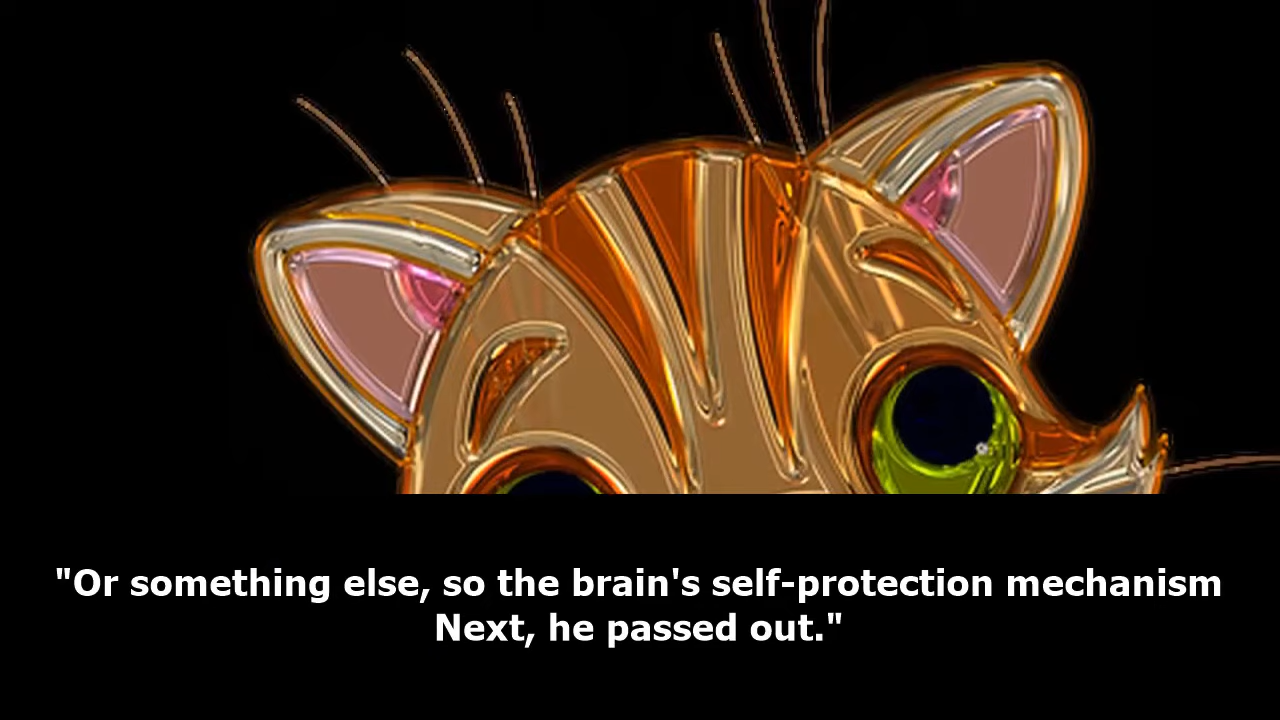 "Or something else, so the brain's self-protection mechanism
Next, he passed out."